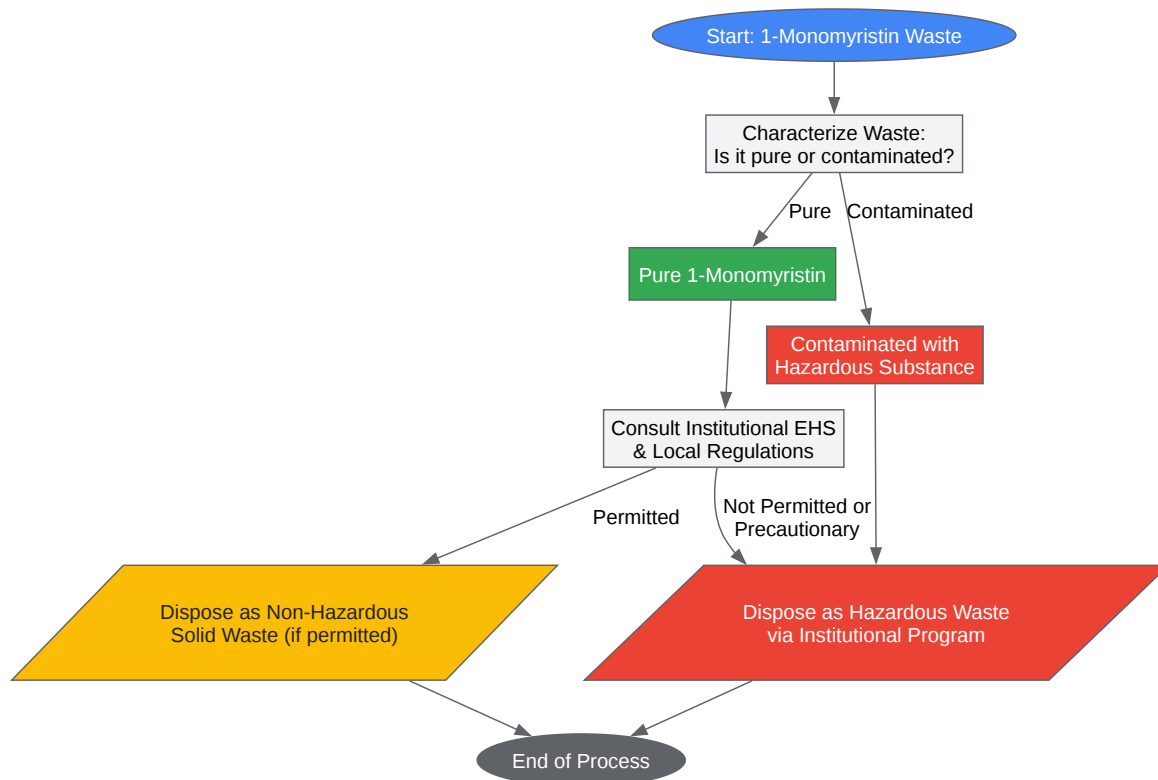 Start: 1-Monomyristin Waste
Characterize Waste:
Is it pure or contaminated?
Pure
Contaminated
Pure 1-Monomyristin
Contaminated with
Hazardous Substance
Consult Institutional EHS
& Local Regulations
Permitted
Not Permitted or
Precautionary
Dispose as Non-Hazardous
Solid Waste (if permitted)
Dispose as Hazardous Waste
via Institutional Program
End of Process